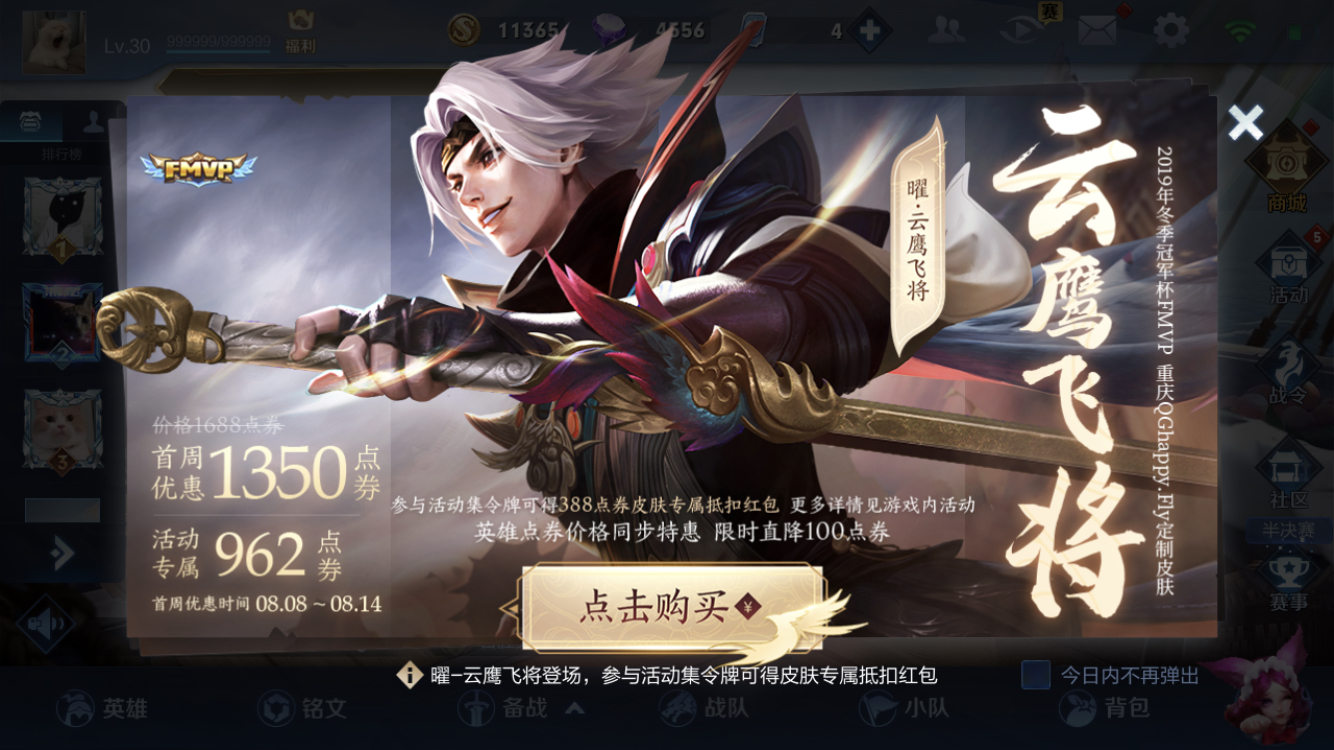 Lv.30
999999/999999
福利
11365
4556
4
赛
排行榜
1
2
3
FMVP
云鹰飞将
曜·云鹰飞将
2019年冬季冠军杯FMVP 重庆QGhappy.Fly定制皮肤
商城
5
活动
战令
社区
半决赛
赛事
价格1688点券
首周优惠1350点券
活动专属 962 点券
首周优惠时间 08.08 ~ 08.14
参与活动集令牌可得388点券皮肤专属抵扣红包 更多详情见游戏内活动
英雄点券价格同步特惠 限时直降100点券
点击购买
曜-云鹰飞将登场，参与活动集令牌可得皮肤专属抵扣红包
今日内不再弹出
英雄
铭文
备战
战队
小队
背包